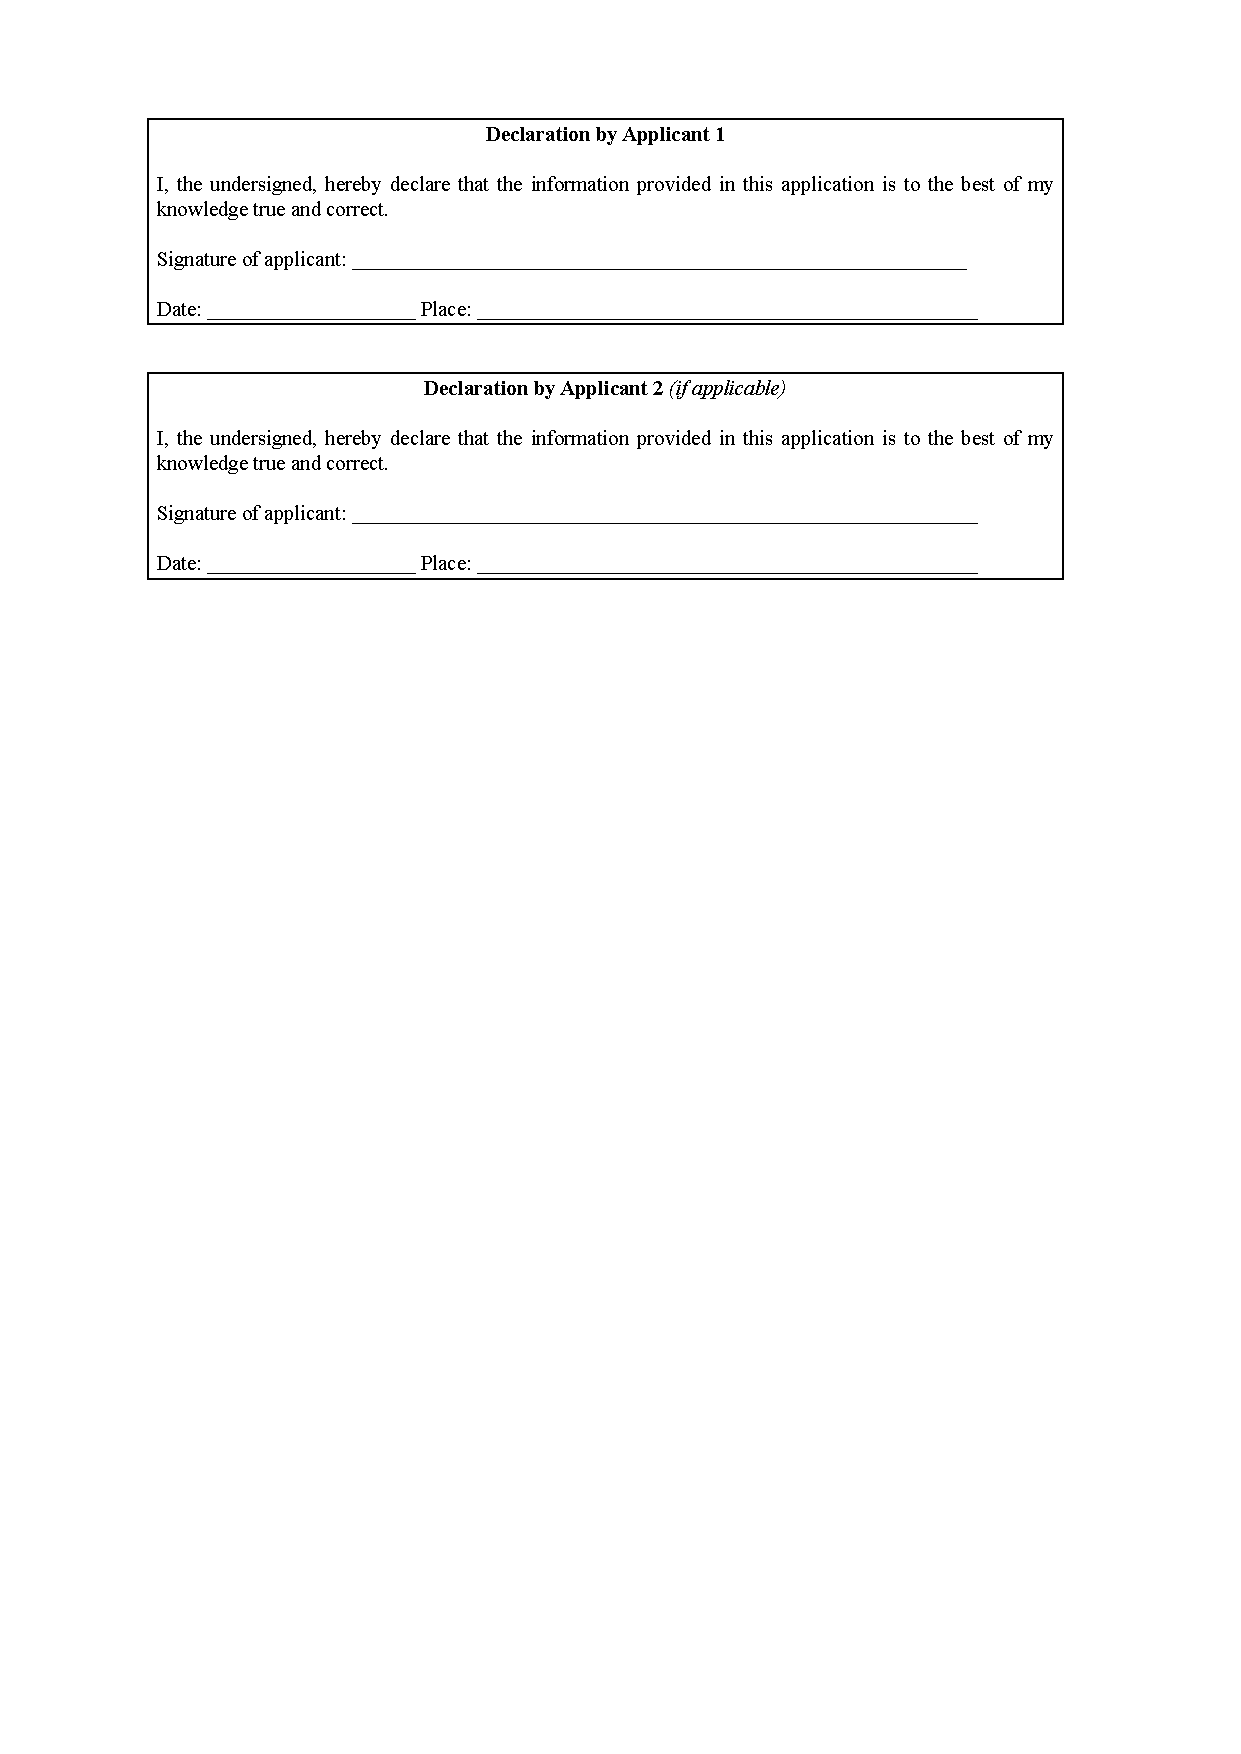 Declaration by Applicant 1
I, the undersigned, hereby declare that the information provided in this application is to the best of my
knowledge true and correct.
Signature of applicant: ___________________________________________________________
Date: ____________________ Place: ________________________________________________
Declaration by Applicant 2 (if applicable)
I, the undersigned, hereby declare that the information provided in this application is to the best of my
knowledge true and correct.
Signature of applicant: ____________________________________________________________
Date: ____________________ Place: ________________________________________________